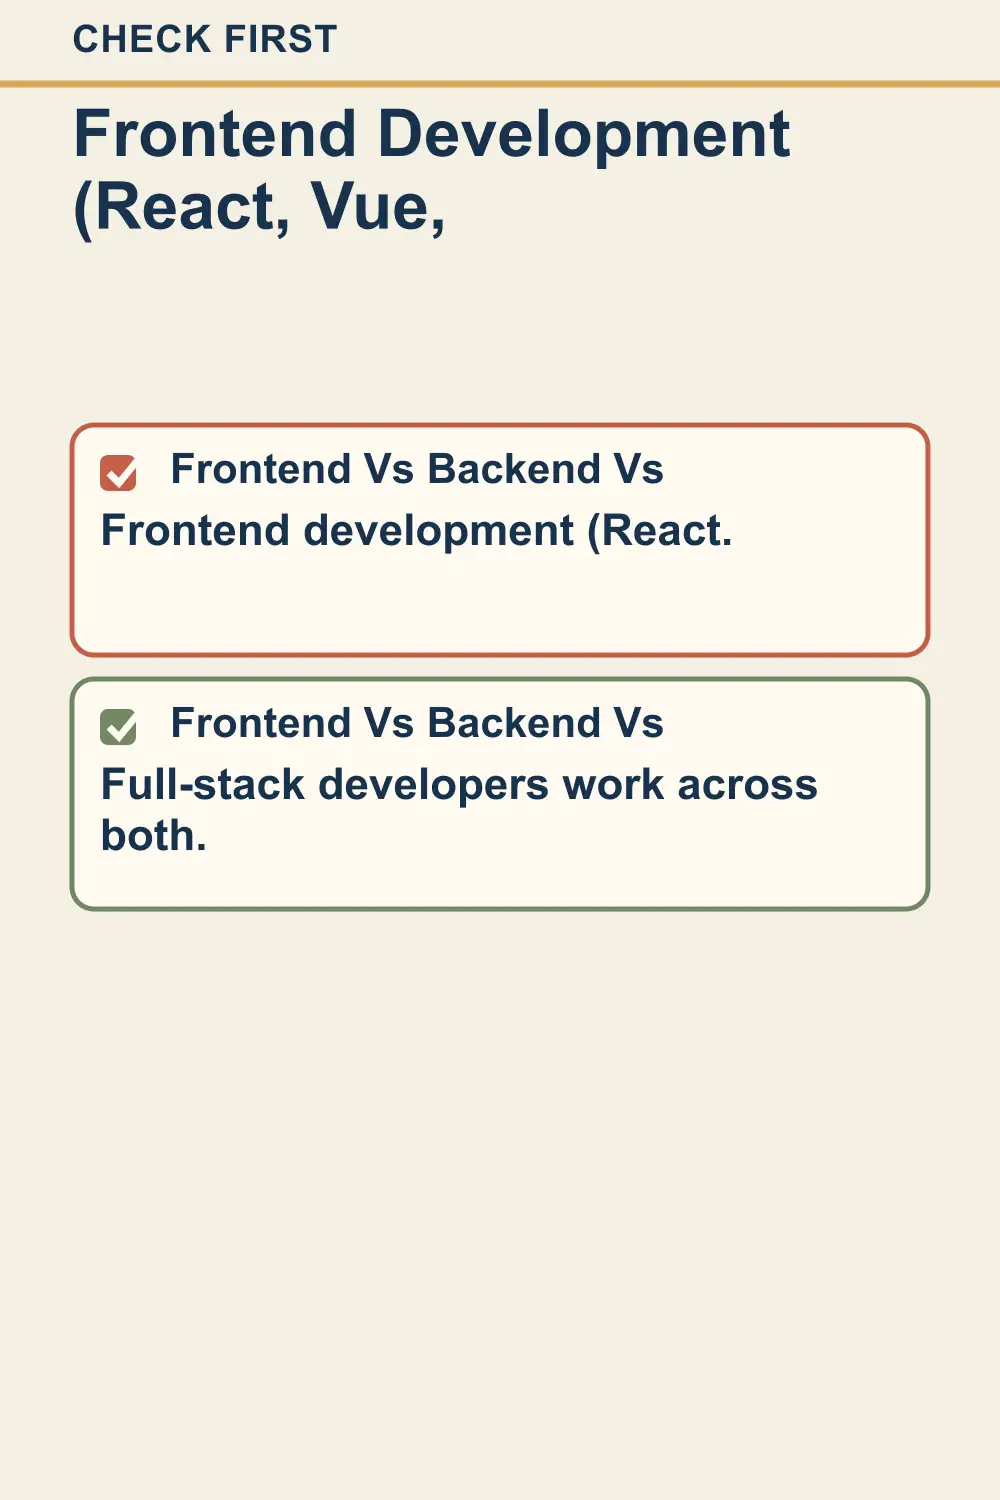 CHECK FIRST
Frontend Development
(React, Vue,
Frontend Vs Backend Vs
Frontend development (React.
Frontend Vs Backend Vs
Full-stack developers work across
both.